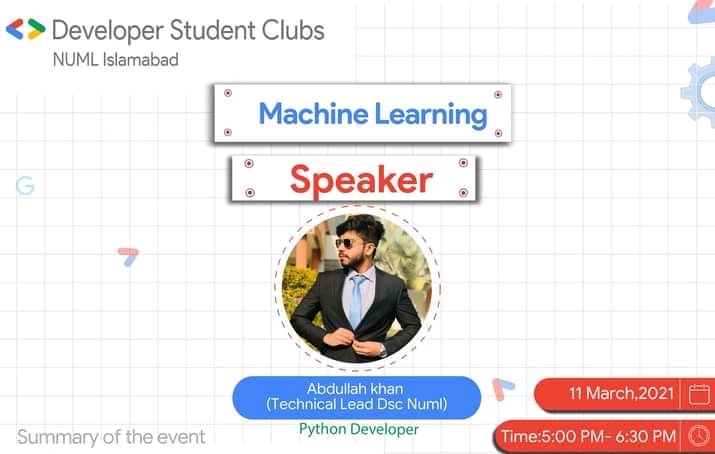 Developer Student Clubs
NUML Islamabad
Machine Learning
Speaker
G
Abdullah khan
(Technical Lead Dsc Numl)
Python Developer
11 March,2021
Time:5:00 PM- 6:30 PM
Summary of the event